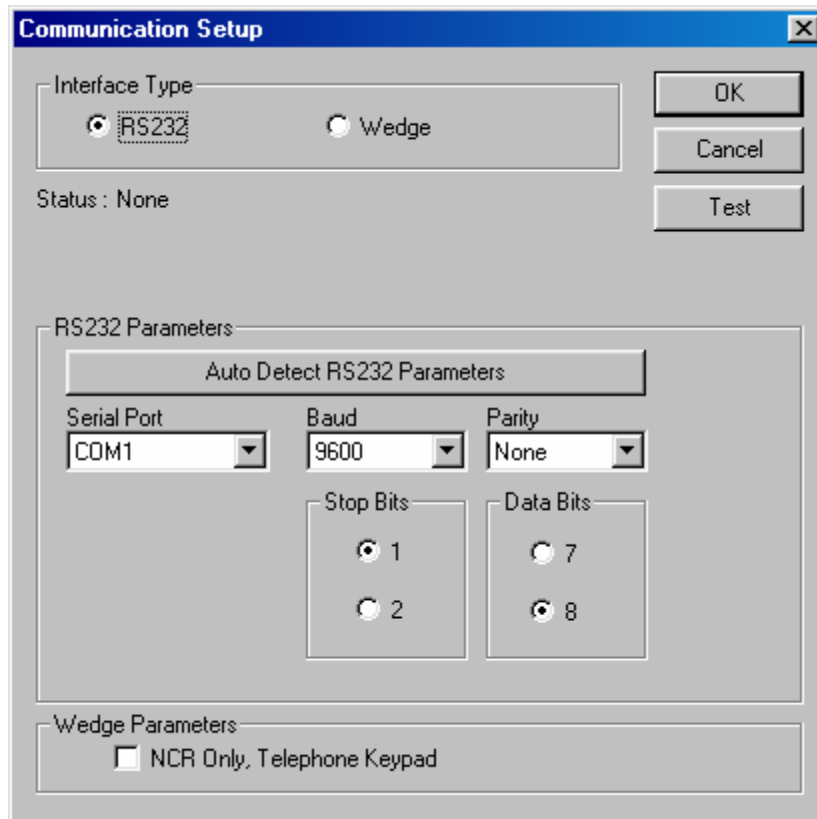 Communication Setup
Interface Type
RS232
Wedge
OK
Cancel
Test
Status : None
RS232 Parameters
Auto Detect RS232 Parameters
Serial Port
Baud
Parity
COM1
9600
None
Stop Bits
Data Bits
1
7
2
8
Wedge Parameters
NCR Only, Telephone Keypad